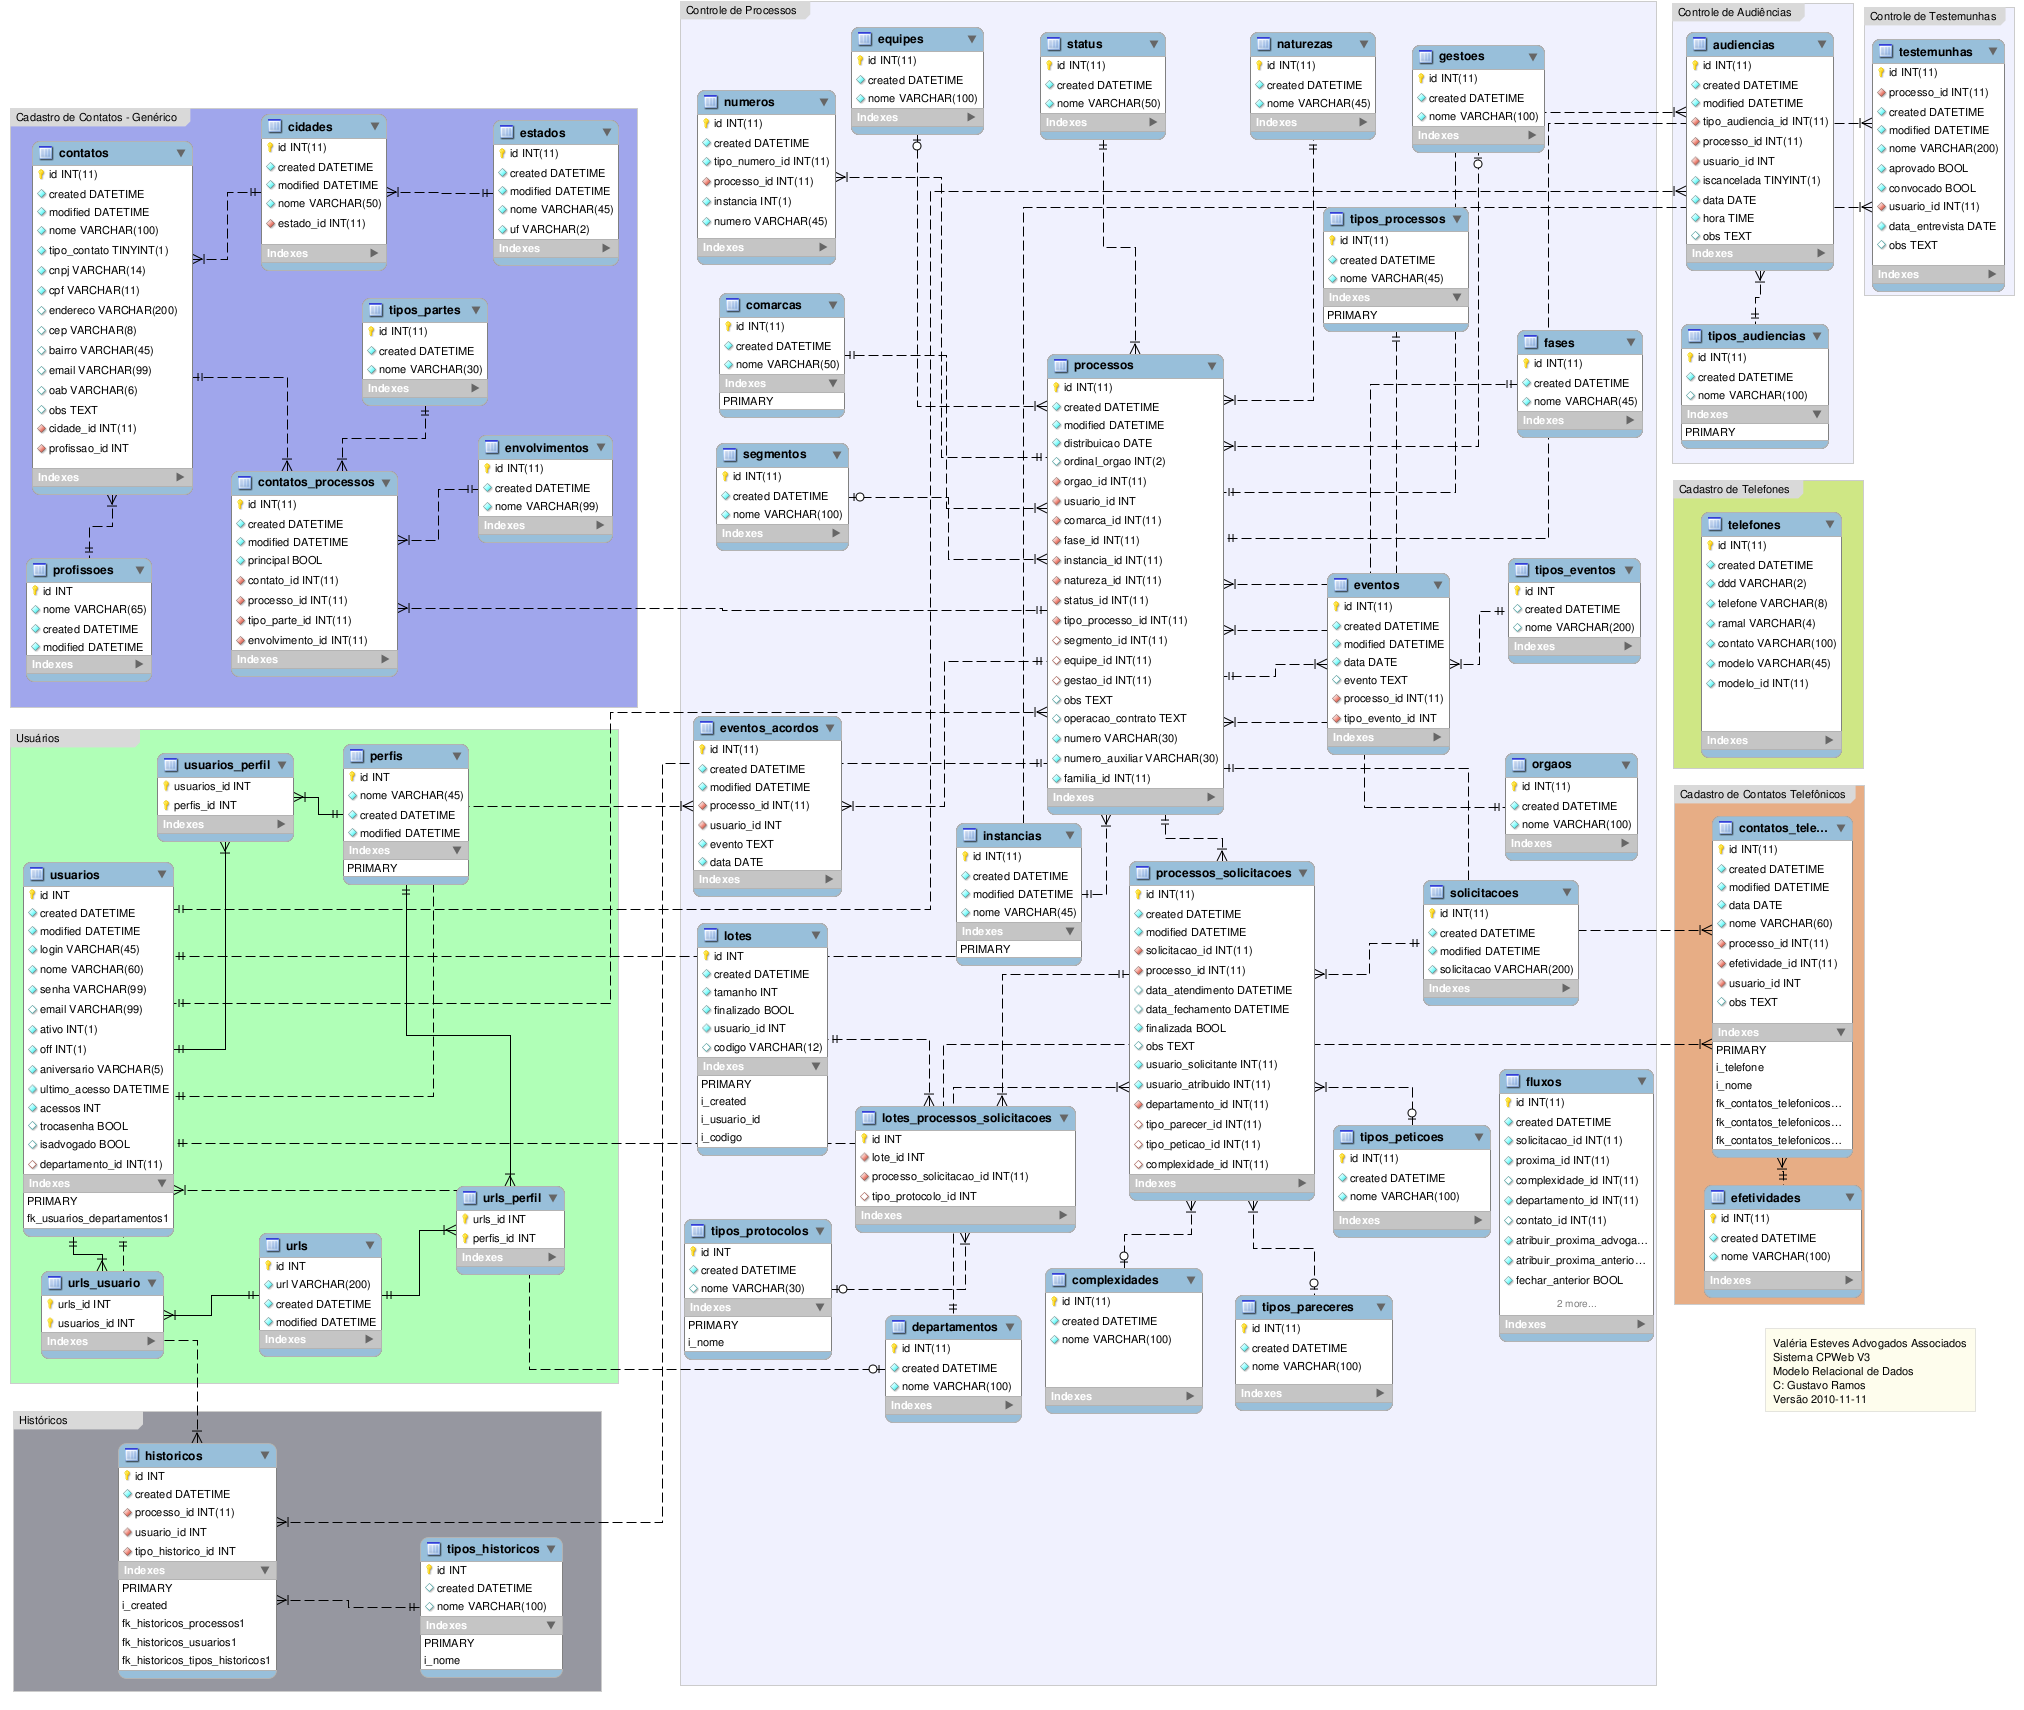 Cadastro de Contatos - Genérico
contatos
id INT(11)
created DATETIME
modified DATETIME
nome VARCHAR(100)
tipo_contato TINYINT(1)
cnpj VARCHAR(14)
cpf VARCHAR(11)
endereco VARCHAR(200)
cep VARCHAR(8)
bairro VARCHAR(45)
email VARCHAR(99)
oab VARCHAR(6)
obs TEXT
cidade_id INT(11)
profissao_id INT
Indexes
cidades
id INT(11)
created DATETIME
modified DATETIME
nome VARCHAR(50)
estado_id INT(11)
Indexes
estados
id INT(11)
created DATETIME
modified DATETIME
nome VARCHAR(45)
uf VARCHAR(2)
Indexes
tipos_partes
id INT(11)
created DATETIME
nome VARCHAR(30)
Indexes
envolvimentos
id INT(11)
created DATETIME
nome VARCHAR(99)
Indexes
contatos_processos
id INT(11)
created DATETIME
modified DATETIME
principal BOOL
contato_id INT(11)
processo_id INT(11)
tipo_parte_id INT(11)
envolvimento_id INT(11)
Indexes
profissoes
id INT
nome VARCHAR(65)
created DATETIME
modified DATETIME
Indexes
Usuários
usuarios_perfil
usuarios_id INT
perfis_id INT
Indexes
perfis
id INT
nome VARCHAR(45)
created DATETIME
modified DATETIME
Indexes
PRIMARY
usuarios
id INT
created DATETIME
modified DATETIME
login VARCHAR(45)
nome VARCHAR(60)
senha VARCHAR(99)
email VARCHAR(99)
ativo INT(1)
off INT(1)
aniversario VARCHAR(5)
ultimo_acesso DATETIME
acessos INT
trocasenha BOOL
isadvogado BOOL
departamento_id INT(11)
Indexes
PRIMARY
fk_usuarios_departamentos1
urls_perfil
urls_id INT
perfis_id INT
Indexes
urls
id INT
url VARCHAR(200)
created DATETIME
modified DATETIME
Indexes
urls_usuario
urls_id INT
usuarios_id INT
Indexes
Históricos
historicos
id INT
created DATETIME
processo_id INT(11)
usuario_id INT
tipo_historico_id INT
Indexes
PRIMARY
i_created
fk_historicos_processos1
fk_historicos_usuarios1
fk_historicos_tipos_historicos1
tipos_historicos
id INT
created DATETIME
nome VARCHAR(100)
Indexes
PRIMARY
i_nome
Controle de Processos
equipes
id INT(11)
created DATETIME
nome VARCHAR(100)
Indexes
status
id INT(11)
created DATETIME
nome VARCHAR(50)
Indexes
naturezas
id INT(11)
created DATETIME
nome VARCHAR(45)
Indexes
gestoes
id INT(11)
created DATETIME
nome VARCHAR(100)
Indexes
numeros
id INT(11)
created DATETIME
tipo_numero_id INT(11)
processo_id INT(11)
instancia INT(1)
numero VARCHAR(45)
Indexes
tipos_processos
id INT(11)
created DATETIME
nome VARCHAR(45)
Indexes
PRIMARY
comarcas
id INT(11)
created DATETIME
nome VARCHAR(50)
Indexes
PRIMARY
fases
id INT(11)
created DATETIME
nome VARCHAR(45)
Indexes
segmentos
id INT(11)
created DATETIME
nome VARCHAR(100)
Indexes
processos
id INT(11)
created DATETIME
modified DATETIME
distribuicao DATE
ordinal_orgao INT(2)
orgao_id INT(11)
usuario_id INT
comarca_id INT(11)
fase_id INT(11)
instancia_id INT(11)
natureza_id INT(11)
status_id INT(11)
tipo_processo_id INT(11)
segmento_id INT(11)
equipe_id INT(11)
gestao_id INT(11)
obs TEXT
operacao_contrato TEXT
numero VARCHAR(30)
numero_auxiliar VARCHAR(30)
familia_id INT(11)
Indexes
eventos
id INT(11)
created DATETIME
modified DATETIME
data DATE
evento TEXT
processo_id INT(11)
tipo_evento_id INT
Indexes
tipos_eventos
id INT
created DATETIME
nome VARCHAR(200)
Indexes
eventos_acordos
id INT(11)
created DATETIME
modified DATETIME
processo_id INT(11)
usuario_id INT
evento TEXT
data DATE
Indexes
orgaos
id INT(11)
created DATETIME
nome VARCHAR(100)
Indexes
instancias
id INT(11)
created DATETIME
modified DATETIME
nome VARCHAR(45)
Indexes
PRIMARY
processos_solicitacoes
id INT(11)
created DATETIME
modified DATETIME
solicitacao_id INT(11)
processo_id INT(11)
data_atendimento DATETIME
data_fechamento DATETIME
finalizada BOOL
obs TEXT
usuario_solicitante INT(11)
usuario_atribuido INT(11)
departamento_id INT(11)
tipo_parecer_id INT(11)
tipo_peticao_id INT(11)
complexidade_id INT(11)
Indexes
solicitacoes
id INT(11)
created DATETIME
modified DATETIME
solicitacao VARCHAR(200)
Indexes
lotes
id INT
created DATETIME
tamanho INT
finalizado BOOL
usuario_id INT
codigo VARCHAR(12)
Indexes
PRIMARY
i_created
i_usuario_id
i_codigo
lotes_processos_solicitacoes
id INT
lote_id INT
processo_solicitacao_id INT(11)
tipo_protocolo_id INT
Indexes
tipos_peticoes
id INT(11)
created DATETIME
nome VARCHAR(100)
Indexes
fluxos
id INT(11)
created DATETIME
solicitacao_id INT(11)
proxima_id INT(11)
complexidade_id INT(11)
departamento_id INT(11)
contato_id INT(11)
atribuir_proxima_advoga...
atribuir_proxima_anterio...
fechar_anterior BOOL
2 more...
Indexes
tipos_protocolos
id INT
created DATETIME
nome VARCHAR(30)
Indexes
PRIMARY
i_nome
departamentos
id INT(11)
created DATETIME
nome VARCHAR(100)
Indexes
complexidades
id INT(11)
created DATETIME
nome VARCHAR(100)
Indexes
tipos_pareceres
id INT(11)
created DATETIME
nome VARCHAR(100)
Indexes
Controle de Audiências
audiencias
id INT(11)
created DATETIME
modified DATETIME
tipo_audiencia_id INT(11)
processo_id INT(11)
usuario_id INT
iscancelada TINYINT(1)
data DATE
hora TIME
obs TEXT
Indexes
tipos_audiencias
id INT(11)
created DATETIME
nome VARCHAR(100)
Indexes
PRIMARY
Controle de Testemunhas
testemunhas
id INT(11)
processo_id INT(11)
created DATETIME
modified DATETIME
nome VARCHAR(200)
aprovado BOOL
convocado BOOL
usuario_id INT(11)
data_entrevista DATE
obs TEXT
Indexes
Cadastro de Telefones
telefones
id INT(11)
created DATETIME
ddd VARCHAR(2)
telefone VARCHAR(8)
ramal VARCHAR(4)
contato VARCHAR(100)
modelo VARCHAR(45)
modelo_id INT(11)
Indexes
Cadastro de Contatos Telefônicos
contatos_tele...
id INT(11)
created DATETIME
modified DATETIME
data DATE
nome VARCHAR(60)
processo_id INT(11)
efetividade_id INT(11)
usuario_id INT
obs TEXT
Indexes
PRIMARY
i_telefone
i_nome
fk_contatos_telefonicos...
fk_contatos_telefonicos...
fk_contatos_telefonicos...
efetividades
id INT(11)
created DATETIME
nome VARCHAR(100)
Indexes
Valéria Esteves Advogados Associados
Sistema CPWeb V3
Modelo Relacional de Dados
C: Gustavo Ramos
Versão 2010-11-11